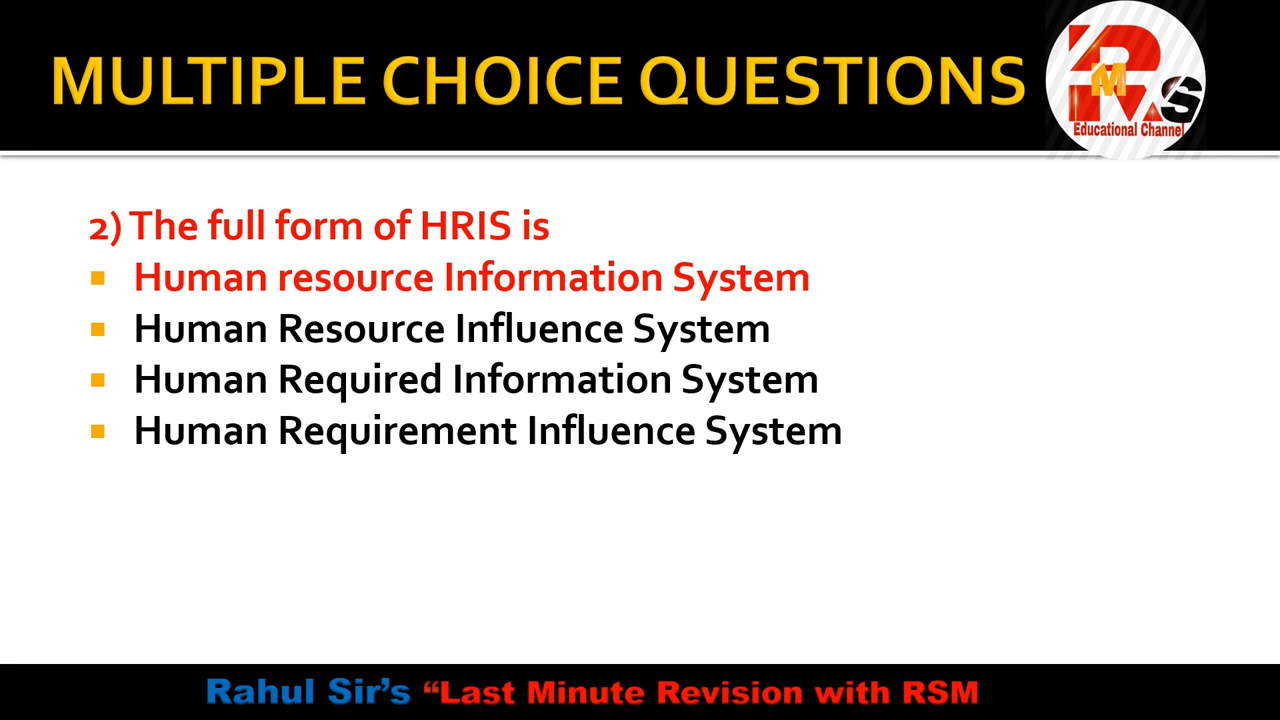 MULTIPLE CHOICE QUESTIONS
RMS
Educational Channel
2) The full form of HRIS is
Human resource Information System
Human Resource Influence System
Human Required Information System
Human Requirement Influence System
Rahul Sir's “Last Minute Revision with RSM